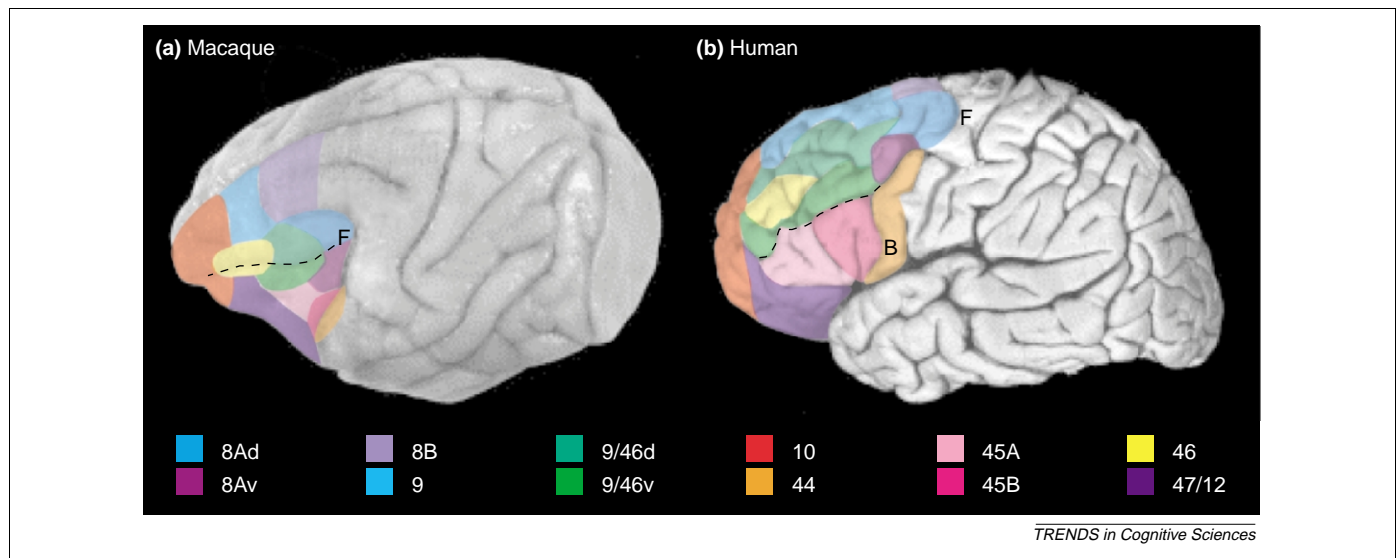 (a) Macaque
(b) Human
F
F
B
8Ad 8B 9/46d 10 45A 46
8Av 9 9/46v 44 45B 47/12
TRENDS in Cognitive Sciences